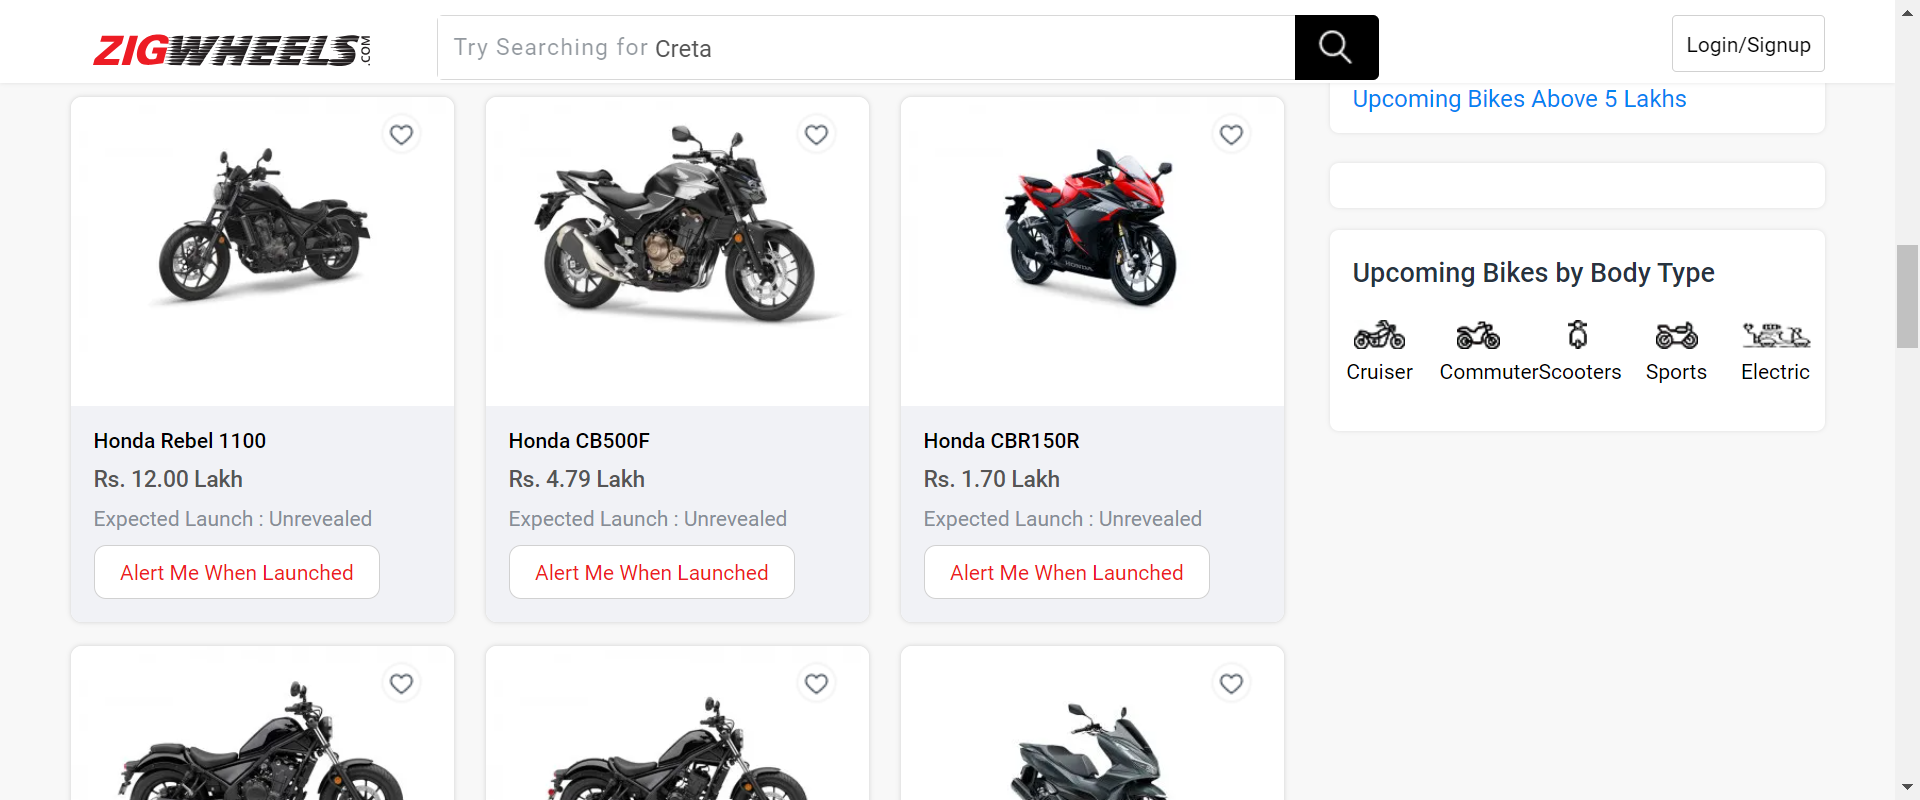 ZIGWHEELS.COM
Try Searching for Creta
Login/Signup
Upcoming Bikes Above 5 Lakhs
Honda Rebel 1100
Rs. 12.00 Lakh
Expected Launch : Unrevealed
Alert Me When Launched
Honda CB500F
Rs. 4.79 Lakh
Expected Launch : Unrevealed
Alert Me When Launched
HONDA
Honda CBR150R
Rs. 1.70 Lakh
Expected Launch : Unrevealed
Alert Me When Launched
Upcoming Bikes by Body Type
Cruiser
Commuter
Scooters
Sports
Electric